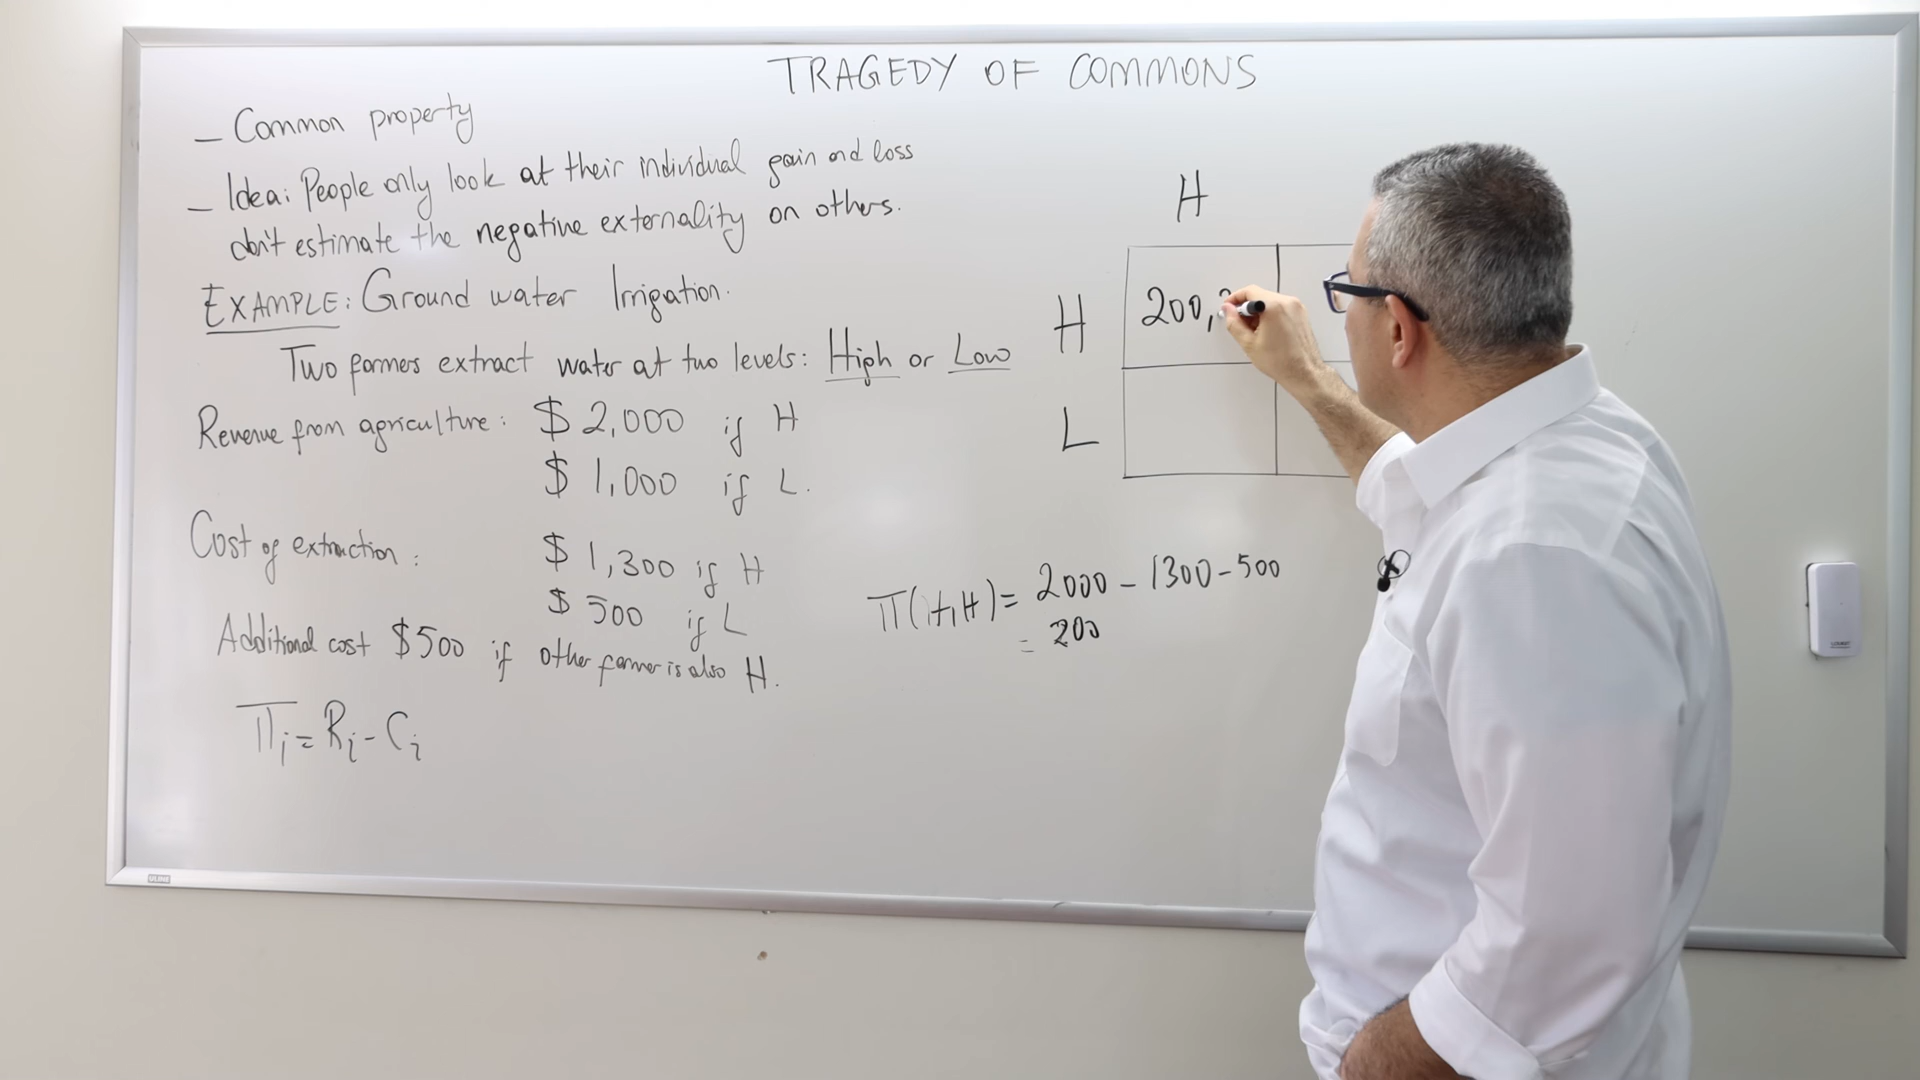 TRAGEDY OF COMMONS
— Common property
— Idea: People only look at their individual gain and loss
don't estimate the negative externality on others.
EXAMPLE: Ground water Irrigation.
Two farmers extract water at two levels: High or Low
Revenue from agriculture: $ 2,000 if H
$ 1,000 if L.
Cost of extraction: $ 1,300 if H
$ 500 if L
Additional cost $500 if other farmer is also H.
Πi = Ri - Ci
H
H 200,
L
Π(H,H) = 2000 - 1300 - 500
= 200
ULINE